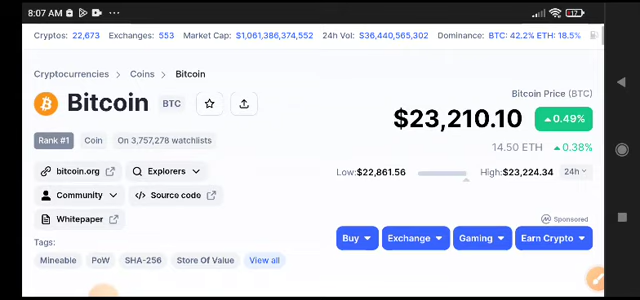 8:07 AM
17
Cryptos: 22,673 Exchanges: 553 Market Cap: $1,061,386,374,552 24h Vol: $36,440,565,302 Dominance: BTC: 42.2% ETH: 18.5%
Cryptocurrencies > Coins > Bitcoin
Bitcoin BTC
Rank #1 Coin On 3,757,278 watchlists
bitcoin.org Explorers
Community Source code
Whitepaper
Tags:
Mineable PoW SHA-256 Store Of Value View all
Bitcoin Price (BTC)
$23,210.10 0.49%
14.50 ETH 0.38%
Low:$22,861.56 High:$23,224.34 24h
Sponsored
Buy Exchange Gaming Earn Crypto